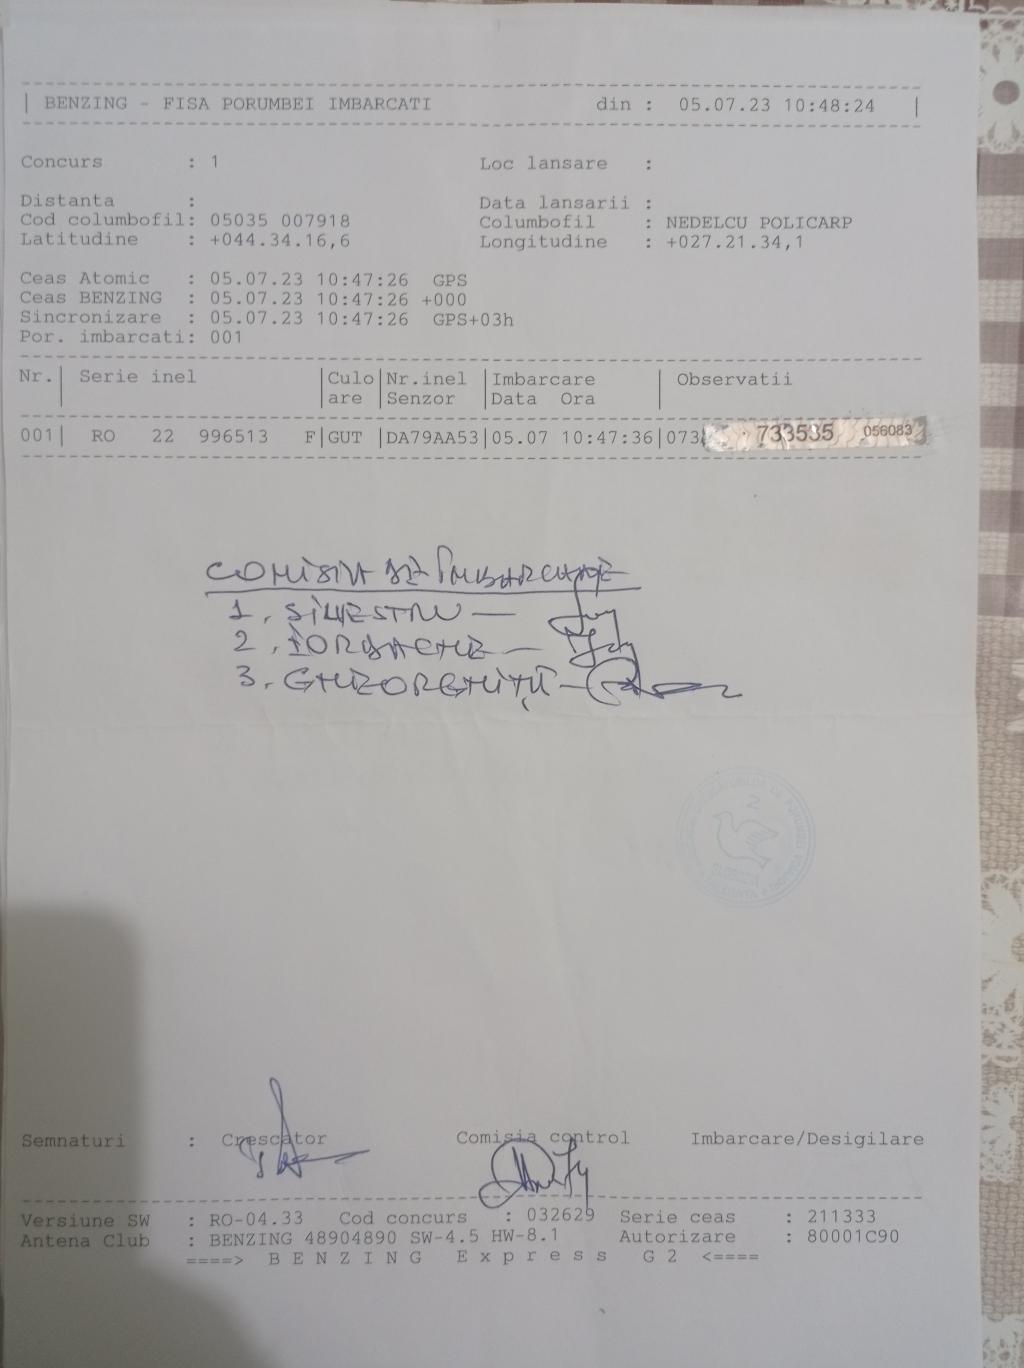 BENZING - FISA PORUMBEI IMBARCATI din : 05.07.23 10:48:24
Concurs : 1 Loc lansare :
Distanta : Data lansarii :
Cod columbofil: 05035 007918 Columbofil : NEDELCU POLICARP
Latitudine : +044.34.16,6 Longitudine : +027.21.34,1
Ceas Atomic : 05.07.23 10:47:26 GPS
Ceas BENZING : 05.07.23 10:47:26 +000
Sincronizare : 05.07.23 10:47:26 GPS+03h
Por. imbarcati: 001
Nr.| Serie inel |Culo|Nr.inel |Imbarcare | Observatii
| |are |Senzor |Data Ora |
001| RO 22 996513 F|GUT |DA79AA53|05.07 10:47:36|073 733535 056083
COMISIA DE ÎMBARCARE
1. SILVESTRU —
2. IORDACHE —
3. GHEORGHIȚĂ —
Semnaturi : Crescator Comisia control Imbarcare/Desigilare
Versiune SW : RO-04.33 Cod concurs : 032629 Serie ceas : 211333
Antena Club : BENZING 48904890 SW-4.5 HW-8.1 Autorizare : 80001C90
====> B E N Z I N G E x p r e s s G 2 <====